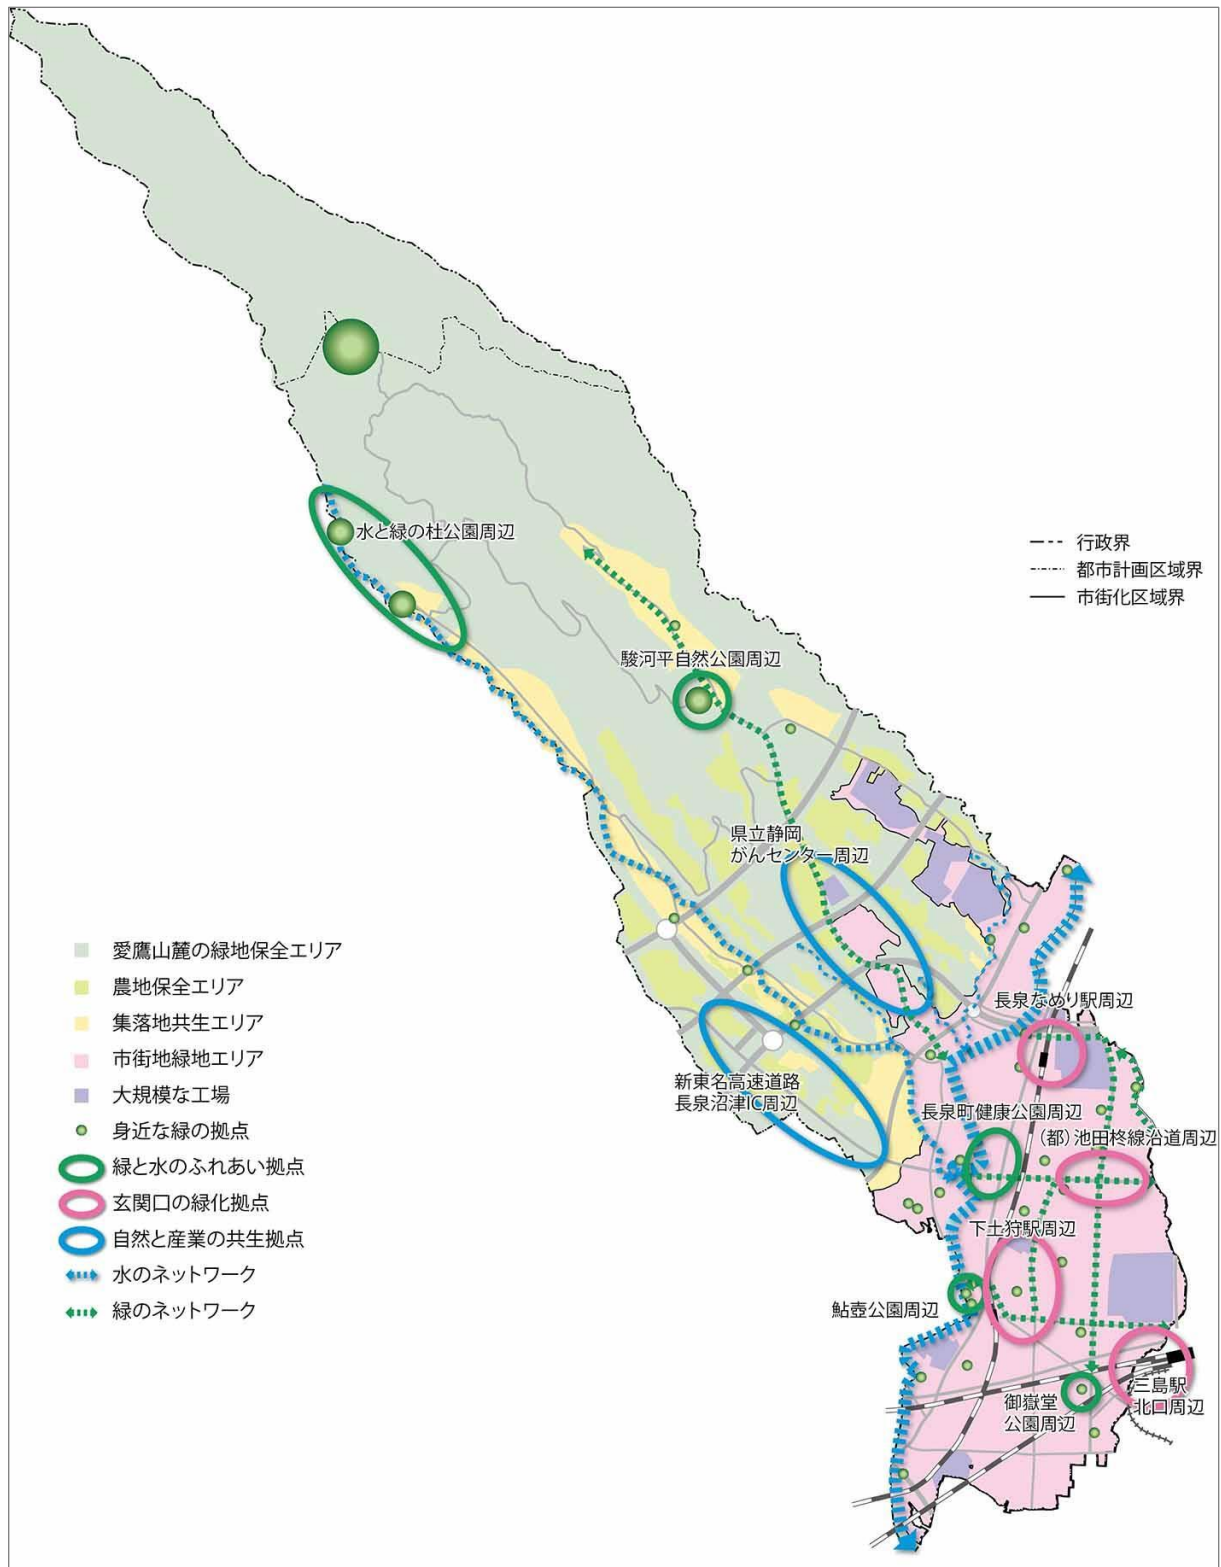 水と緑の杜公園周辺
行政界
都市計画区域界
市街化区域界
駿河平自然公園周辺
県立静岡
がんセンター周辺
愛鷹山麓の緑地保全エリア
農地保全エリア
集落地共生エリア
市街地緑地エリア
大規模な工場
身近な緑の拠点
緑と水のふれあい拠点
玄関口の緑化拠点
自然と産業の共生拠点
水のネットワーク
緑のネットワーク
長泉なめり駅周辺
新東名高速道路
長泉沼津IC周辺
長泉町健康公園周辺
（都）池田柊線沿道周辺
下土狩駅周辺
鮎壺公園周辺
三島駅
北口周辺
御嶽堂
公園周辺